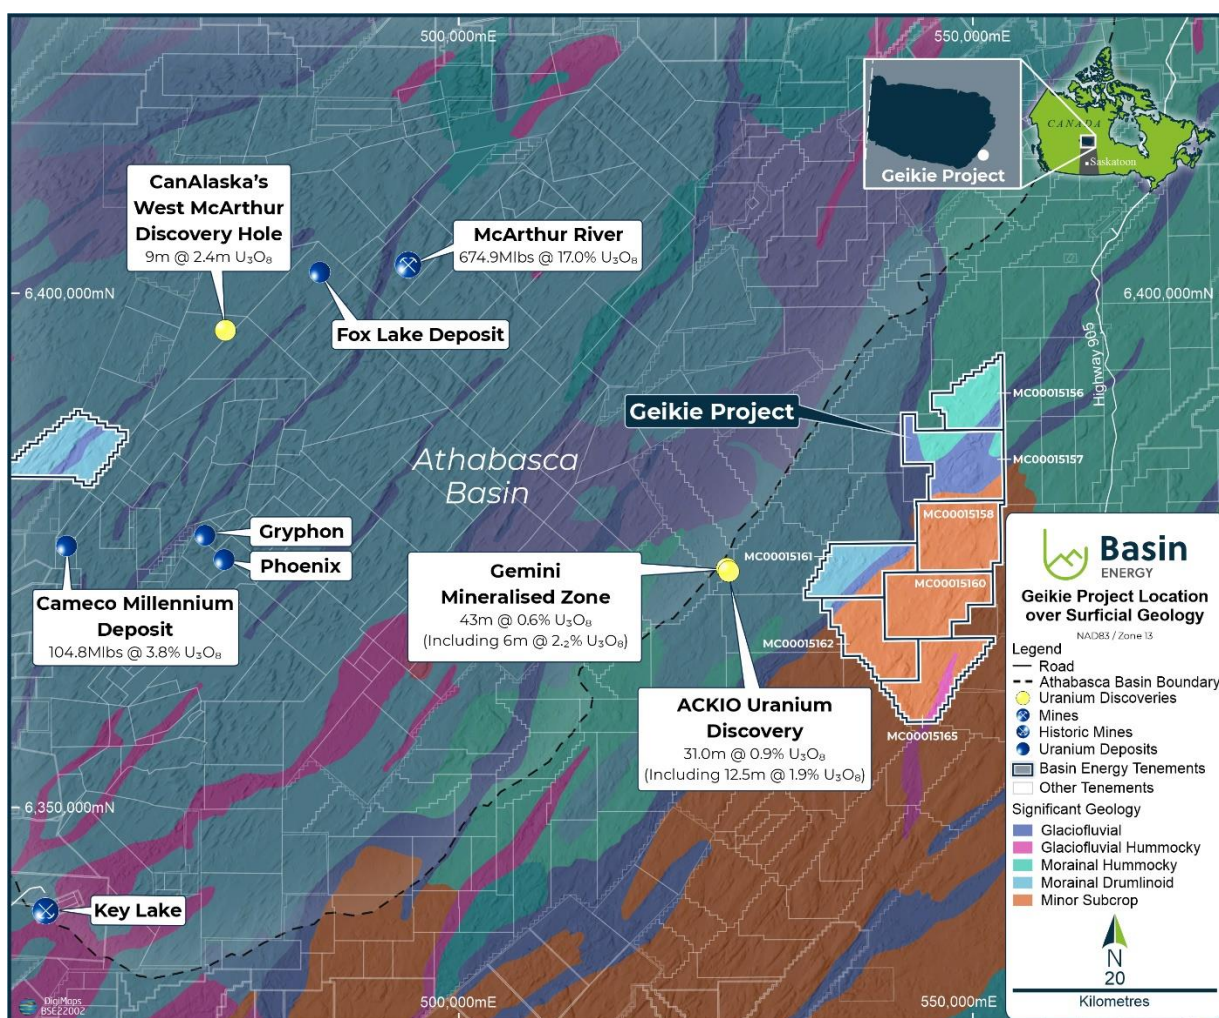 500,000mE
550,000mE
CANADA
Saskatoon
Geikie Project
CanAlaska's
West McArthur
Discovery Hole
9m @ 2.4m U₃O₈
McArthur River
674.9Mlbs @ 17.0% U₃O₈
Fox Lake Deposit
6,400,000mN
6,400,000mN
Highway 905
Geikie Project
MC00015156
MC00015157
MC00015158
MC00015161
MC00015160
MC00015162
MC00015165
Athabasca
Basin
Gryphon
Phoenix
Cameco Millennium
Deposit
104.8Mlbs @ 3.8% U₃O₈
Gemini
Mineralised Zone
43m @ 0.6% U₃O₈
(Including 6m @ 2.₂% U₃O₈)
ACKIO Uranium
Discovery
31.0m @ 0.9% U₃O₈
(Including 12.5m @ 1.9% U₃O₈)
6,350,000mN
Key Lake
500,000mE
550,000mE
DigiMaps
BSE22002
Basin
ENERGY
Geikie Project Location
over Surficial Geology
NAD83 / Zone 13
Legend
Road
Athabasca Basin Boundary
Uranium Discoveries
Mines
Historic Mines
Uranium Deposits
Basin Energy Tenements
Other Tenements
Significant Geology
Glaciofluvial
Glaciofluvial Hummocky
Morainal Hummocky
Morainal Drumlinoid
Minor Subcrop
N
20
Kilometres